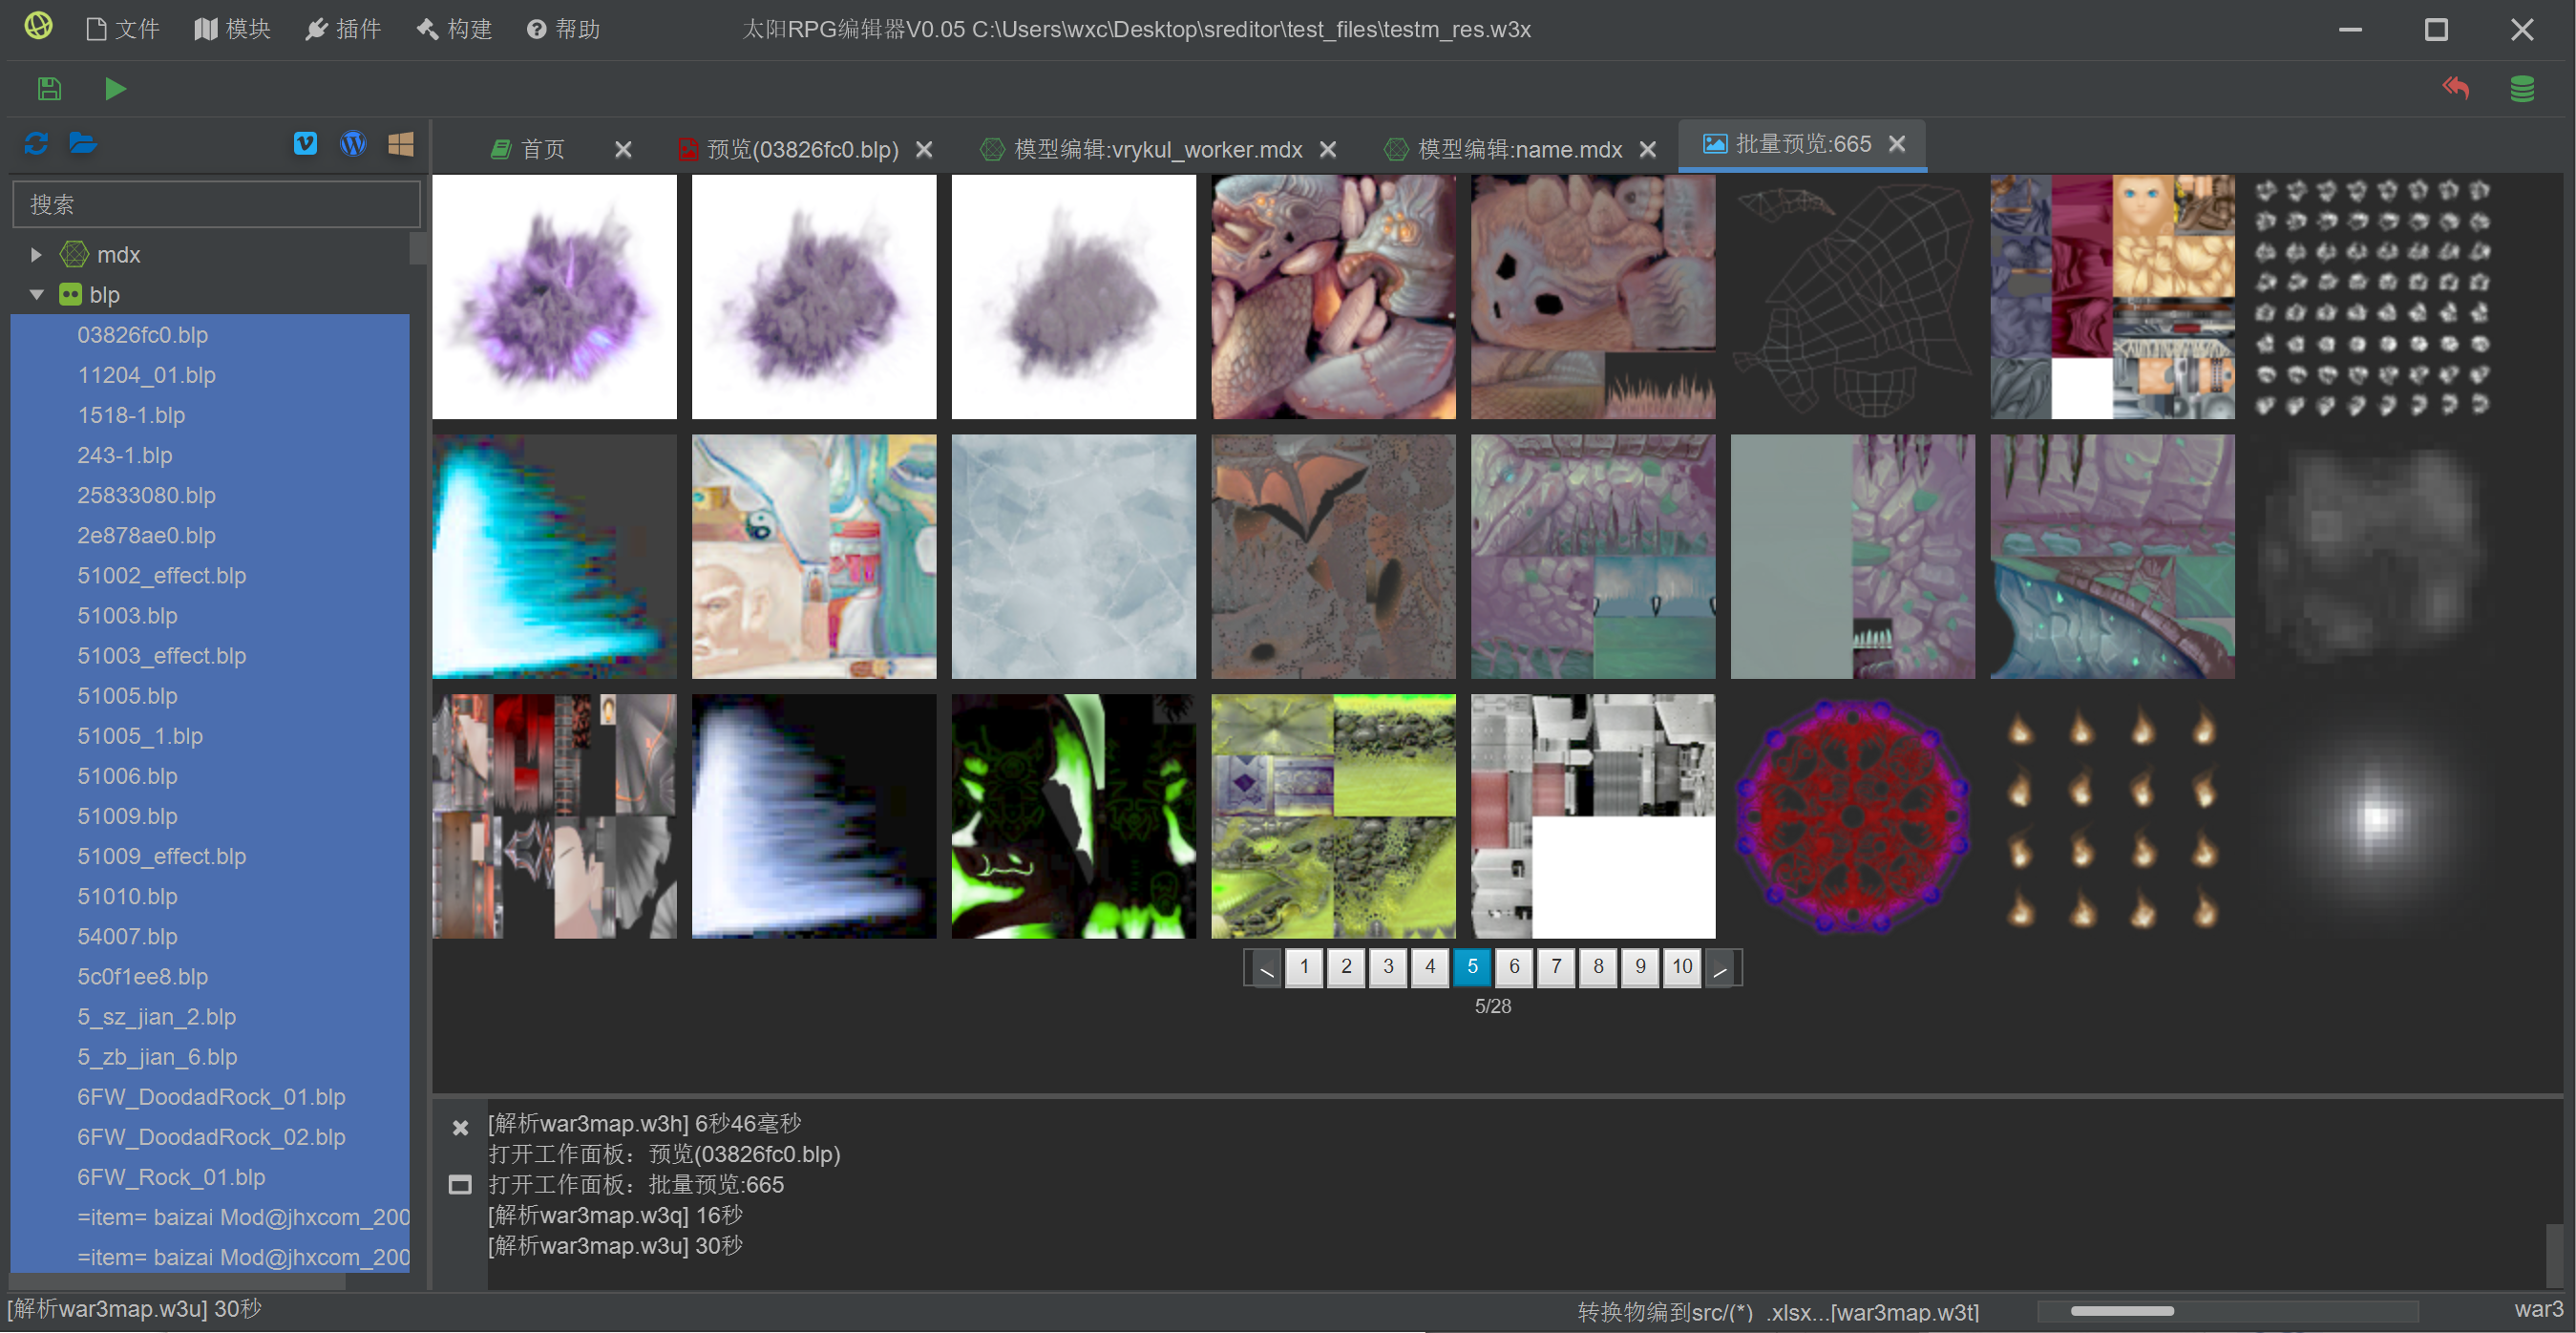 文件 模块 插件 构建 帮助 太阳RPG编辑器V0.05 C:\Users\wxc\Desktop\sreditor\test_files\testm_res.w3x
首页 预览(03826fc0.blp) 模型编辑:vrykul_worker.mdx 模型编辑:name.mdx 批量预览:665
搜索
mdx
blp
03826fc0.blp
11204_01.blp
1518-1.blp
243-1.blp
25833080.blp
2e878ae0.blp
51002_effect.blp
51003.blp
51003_effect.blp
51005.blp
51005_1.blp
51006.blp
51009.blp
51009_effect.blp
51010.blp
54007.blp
5c0f1ee8.blp
5_sz_jian_2.blp
5_zb_jian_6.blp
6FW_DoodadRock_01.blp
6FW_DoodadRock_02.blp
6FW_Rock_01.blp
=item= baizai Mod@jhxcom_200
=item= baizai Mod@jhxcom_200
< 1 2 3 4 5 6 7 8 9 10 >
5/28
[解析war3map.w3h] 6秒46毫秒
打开工作面板：预览(03826fc0.blp)
打开工作面板：批量预览:665
[解析war3map.w3q] 16秒
[解析war3map.w3u] 30秒
[解析war3map.w3u] 30秒 转换物编到src/(*)_.xlsx...[war3map.w3t] war3